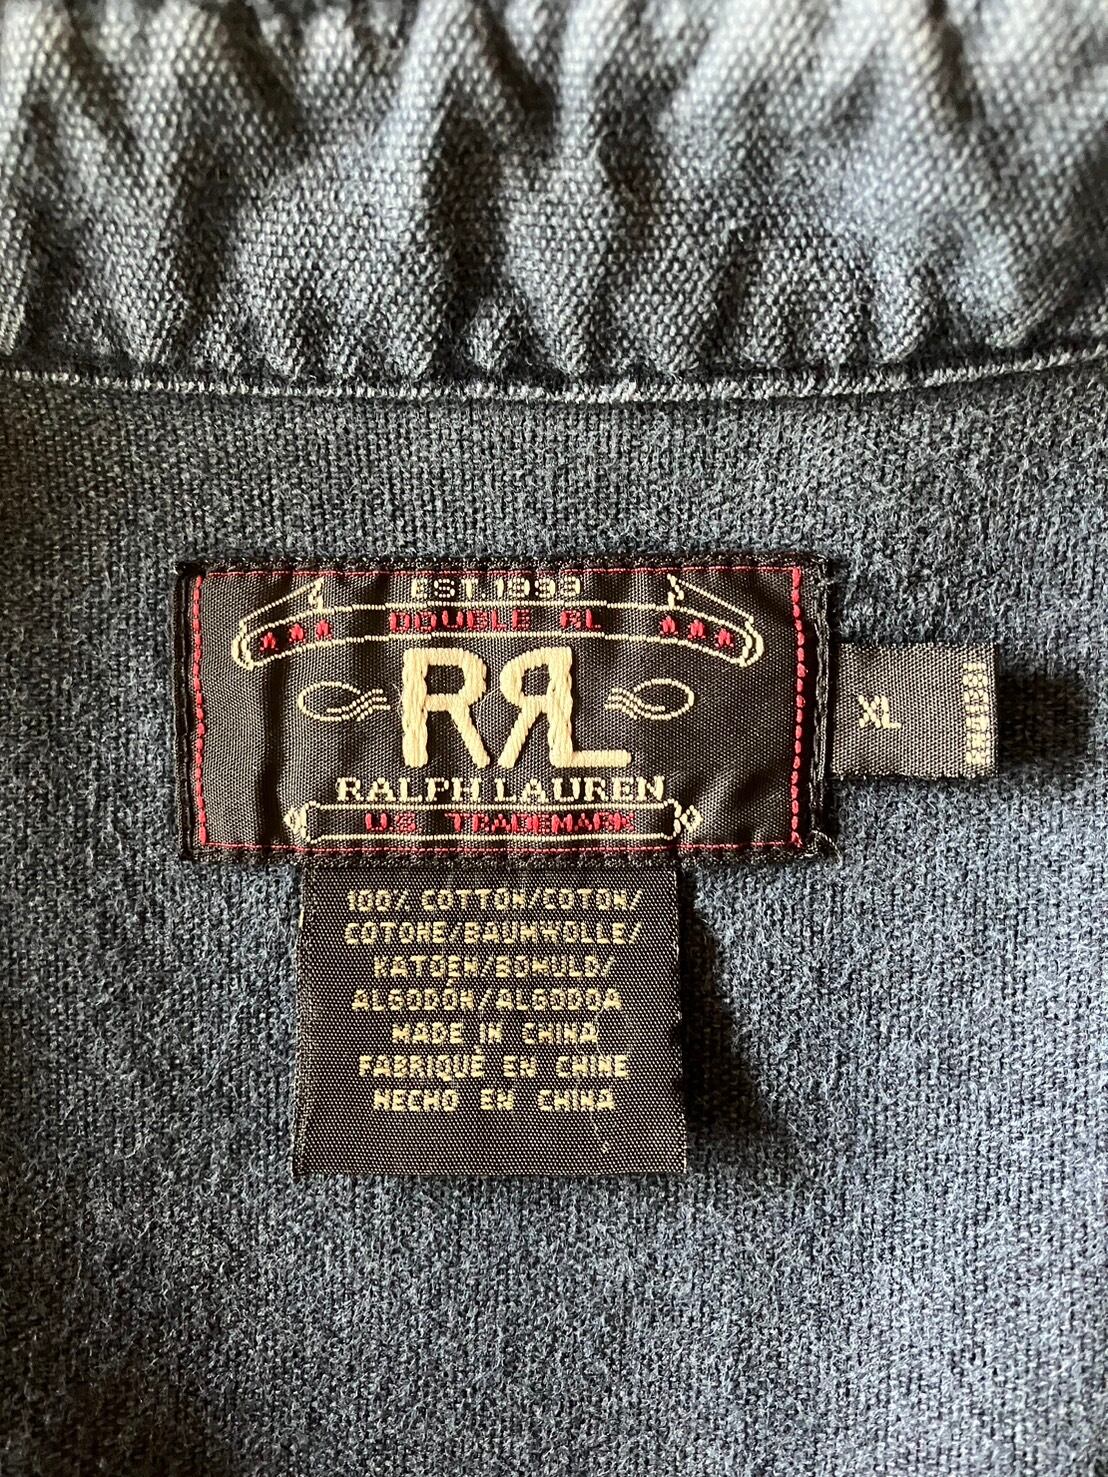 EST. 1993
DOUBLE RL
RRL
RALPH LAUREN
U.S. TRADEMARK
XL
100% COTTON/COTON/
COTONE/BAUMWOLLE/
KATOEN/BOMULD/
ALGODÓN/ALGODOA
MADE IN CHINA
FABRIQUÉ EN CHINE
HECHO EN CHINA